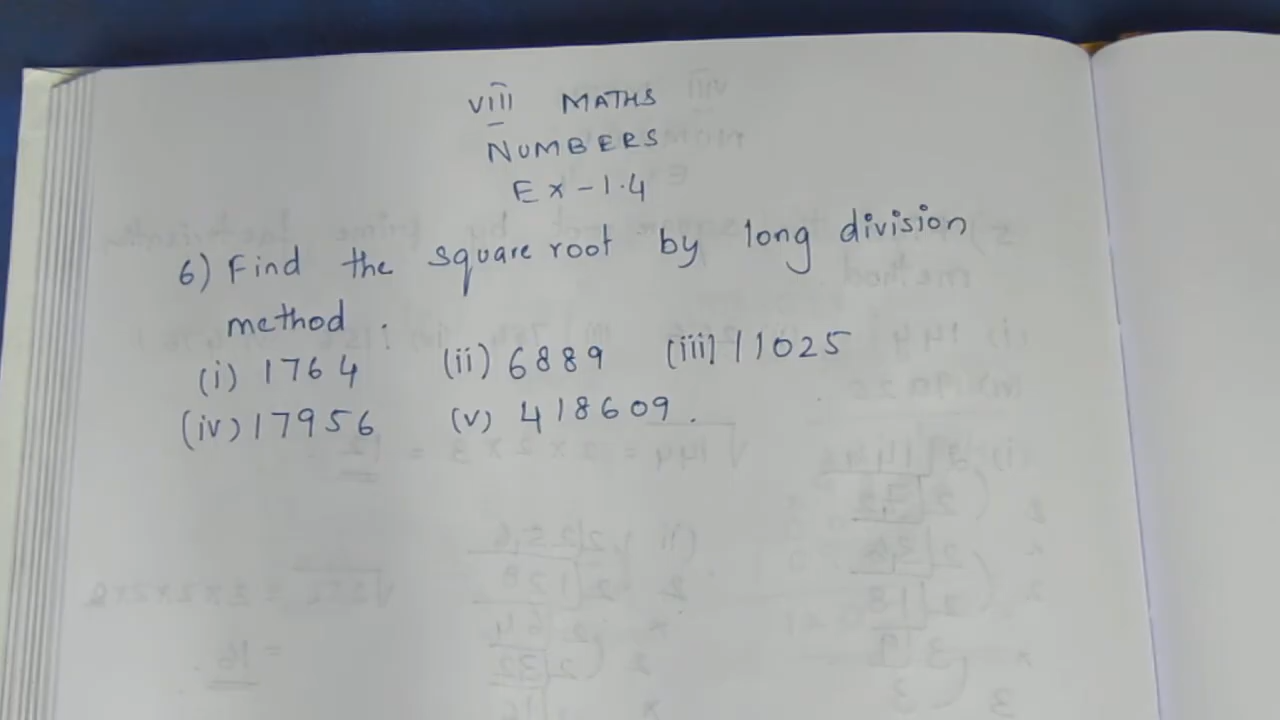 VIII MATHS
NUMBERS
Ex - 1.4
6) Find the square root by long division
method.
(i) 1764 (ii) 6889 (iii) 11025
(iv) 17956 (v) 418609.